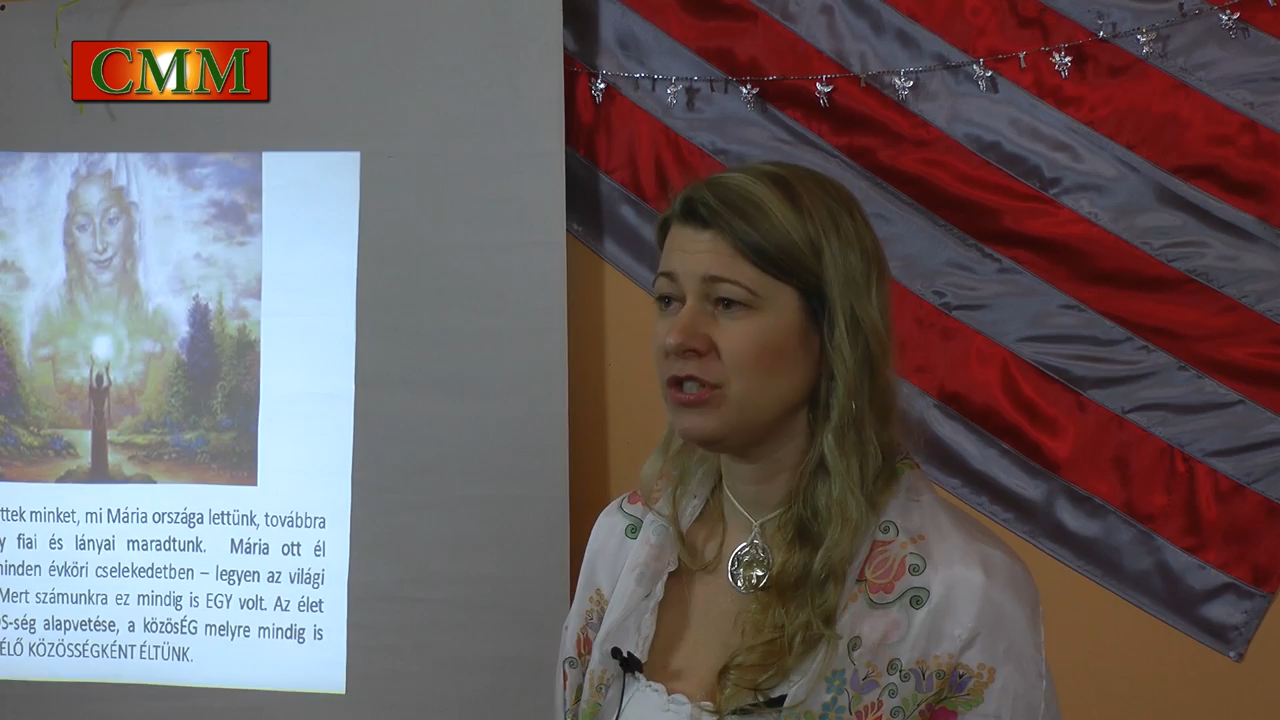 CMM
ttek minket, mi Mária országa lettünk, továbbra
y fiai és lányai maradtunk. Mária ott él
minden évköri cselekedetben – legyen az világi
Mert számunkra ez mindig is EGY volt. Az élet
S-ség alapvetése, a közösÉG melyre mindig is
ÉLŐ KÖZÖSSÉGKÉNT ÉLTÜNK.